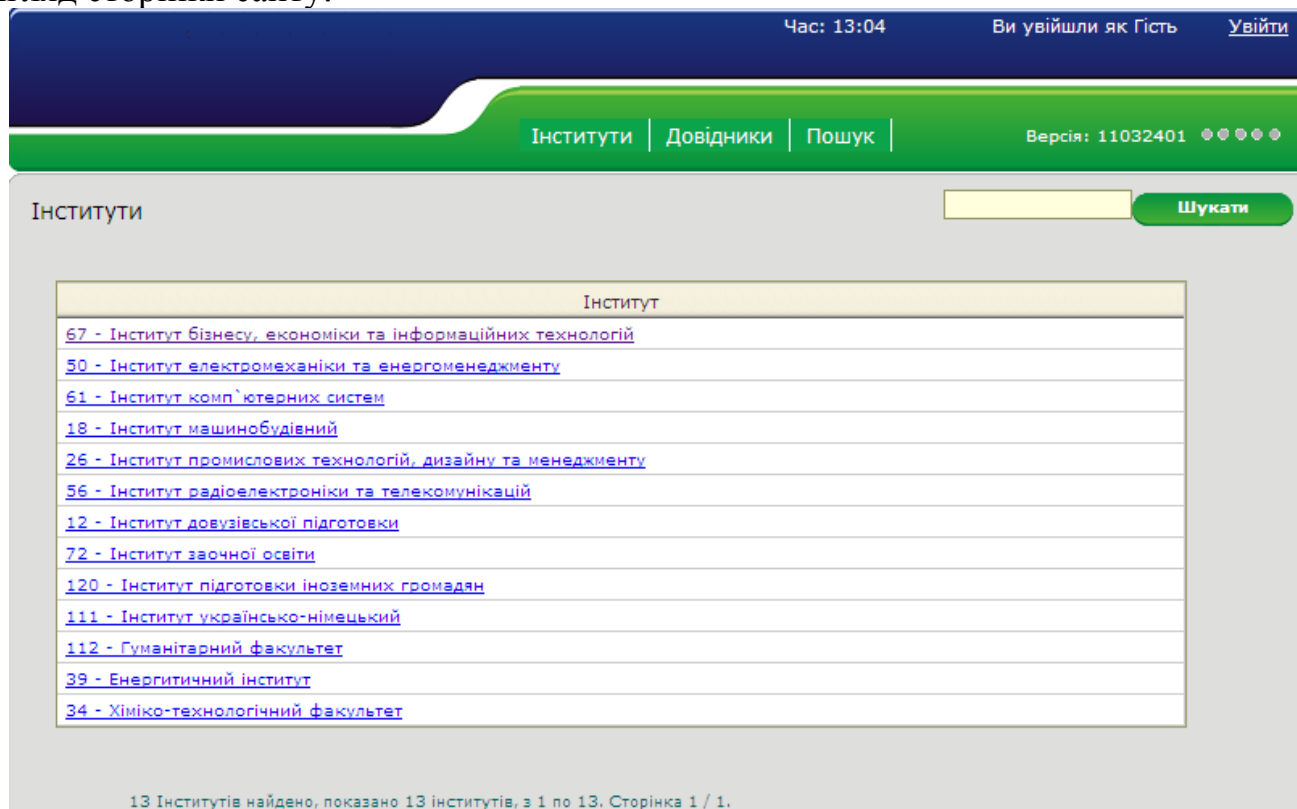 сторінки сайту:
Час: 13:04 Ви увійшли як Гість Увійти
Інститути Довідники Пошук Версія: 11032401
Інститути Шукати
Інститут
67 - Інститут бізнесу, економіки та інформаційних технологій
50 - Інститут електромеханіки та енергоменеджменту
61 - Інститут комп`ютерних систем
18 - Інститут машинобудівний
26 - Інститут промислових технологій, дизайну та менеджменту
56 - Інститут радіоелектроніки та телекомунікацій
12 - Інститут довузівської підготовки
72 - Інститут заочної освіти
120 - Інститут підготовки іноземних громадян
111 - Інститут українсько-німецький
112 - Гуманітарний факультет
39 - Енергитичний інститут
34 - Хіміко-технологічний факультет
13 Інститутів найдено, показано 13 інститутів, з 1 по 13. Сторінка 1 / 1.